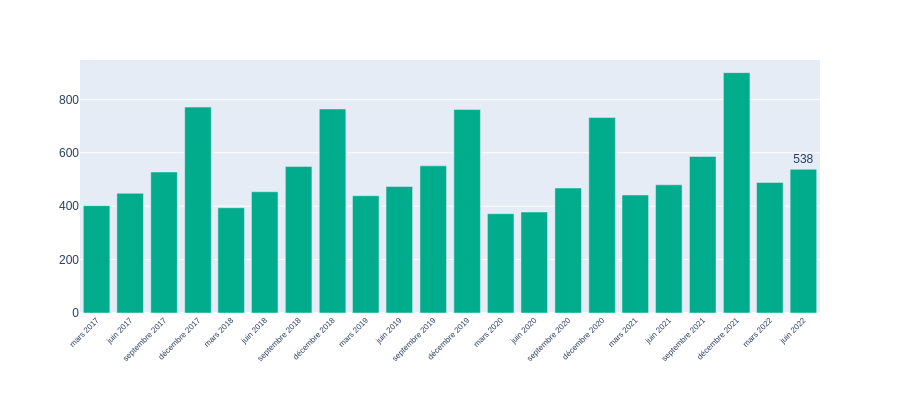 800
600
400
200
0
538
mars 2017
juin 2017
septembre 2017
décembre 2017
mars 2018
juin 2018
septembre 2018
décembre 2018
mars 2019
juin 2019
septembre 2019
décembre 2019
mars 2020
juin 2020
septembre 2020
décembre 2020
mars 2021
juin 2021
septembre 2021
décembre 2021
mars 2022
juin 2022